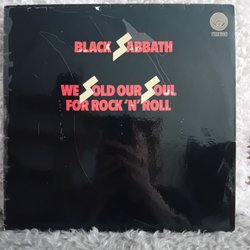 BLACK SABBATH
WE SOLD OUR SOUL
FOR ROCK 'N' ROLL